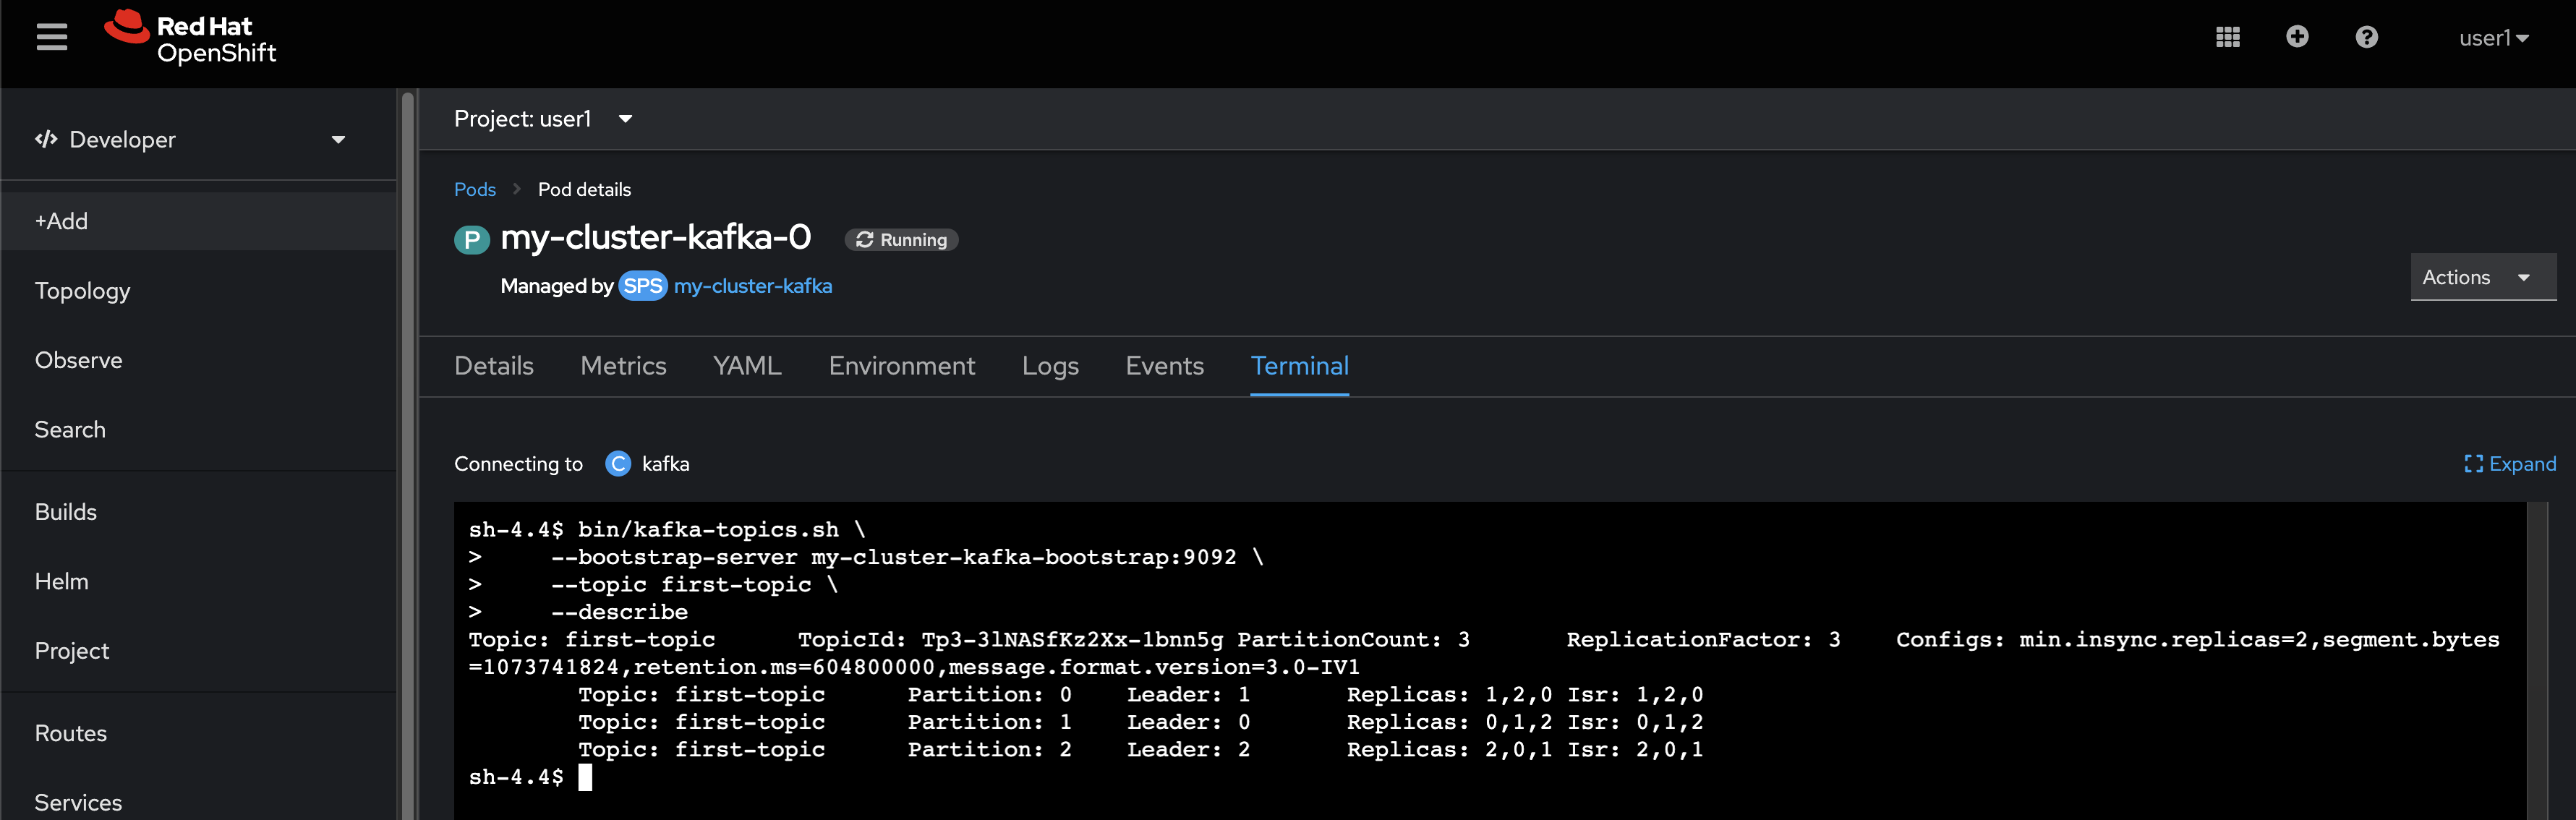 Red Hat
OpenShift
user1
Developer
+Add
Topology
Observe
Search
Builds
Helm
Project
Routes
Services
Project: user1
Pods > Pod details
P my-cluster-kafka-0 Running
Managed by SPS my-cluster-kafka
Actions
Details Metrics YAML Environment Logs Events Terminal
Connecting to C kafka
Expand
sh-4.4$ bin/kafka-topics.sh \
>     --bootstrap-server my-cluster-kafka-bootstrap:9092 \
>     --topic first-topic \
>     --describe
Topic: first-topic      TopicId: Tp3-3lNASfKz2Xx-1bnn5g PartitionCount: 3       ReplicationFactor: 3    Configs: min.insync.replicas=2,segment.bytes
=1073741824,retention.ms=604800000,message.format.version=3.0-IV1
        Topic: first-topic      Partition: 0    Leader: 1       Replicas: 1,2,0 Isr: 1,2,0
        Topic: first-topic      Partition: 1    Leader: 0       Replicas: 0,1,2 Isr: 0,1,2
        Topic: first-topic      Partition: 2    Leader: 2       Replicas: 2,0,1 Isr: 2,0,1
sh-4.4$